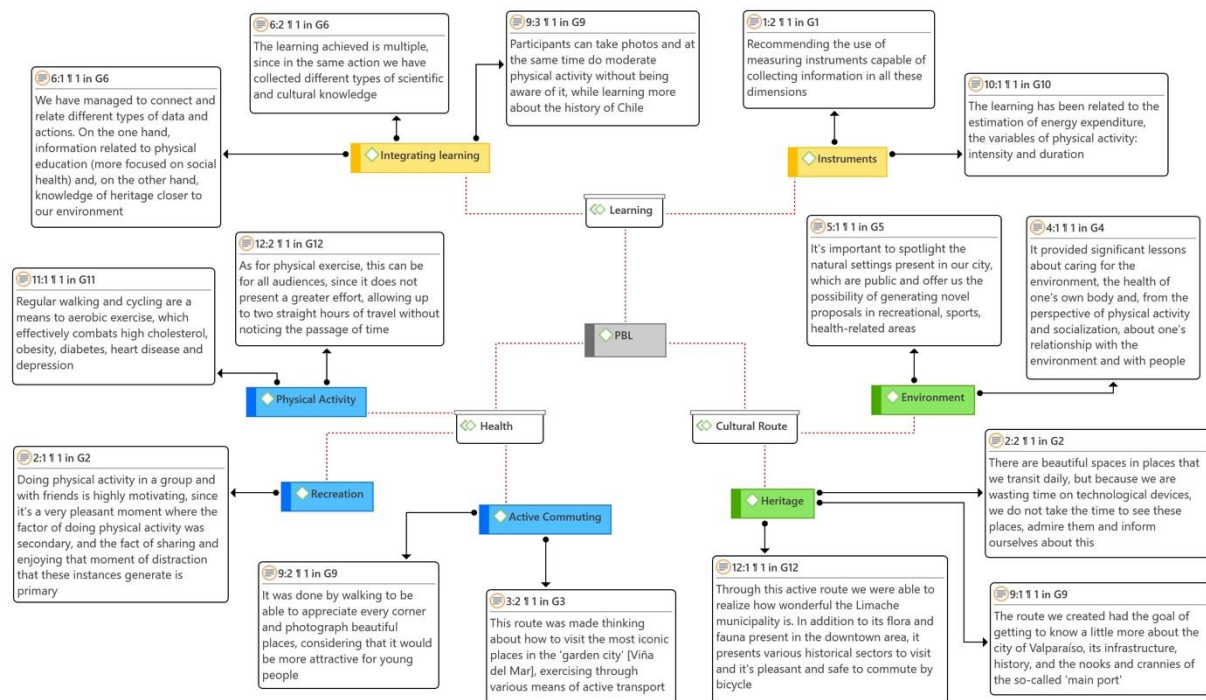 6:2 ¶ 1 in G6
The learning achieved is multiple,
since in the same action we have
collected different types of scientific
and cultural knowledge
9:3 ¶ 1 in G9
Participants can take photos and at
the same time do moderate
physical activity without being
aware of it, while learning more
about the history of Chile
1:2 ¶ 1 in G1
Recommending the use of
measuring instruments capable of
collecting information in all these
dimensions
6:1 ¶ 1 in G6
We have managed to connect and
relate different types of data and
actions. On the one hand,
information related to physical
education (more focused on social
health) and, on the other hand,
knowledge of heritage closer to
our environment
10:1 ¶ 1 in G10
The learning has been related to the
estimation of energy expenditure,
the variables of physical activity:
intensity and duration
Integrating learning
Instruments
Learning
12:2 ¶ 1 in G12
As for physical exercise, this can be
for all audiences, since it does not
present a greater effort, allowing up
to two straight hours of travel without
noticing the passage of time
5:1 ¶ 1 in G5
It's important to spotlight the
natural settings present in our city,
which are public and offer us the
possibility of generating novel
proposals in recreational, sports,
health-related areas
4:1 ¶ 1 in G4
It provided significant lessons
about caring for the
environment, the health of
one's own body and, from the
perspective of physical activity
and socialization, about one's
relationship with the
environment and with people
11:1 ¶ 1 in G11
Regular walking and cycling are a
means to aerobic exercise, which
effectively combats high cholesterol,
obesity, diabetes, heart disease and
depression
PBL
Physical Activity
Environment
Health
Cultural Route
2:1 ¶ 1 in G2
Doing physical activity in a group and
with friends is highly motivating, since
it's a very pleasant moment where the
factor of doing physical activity was
secondary, and the fact of sharing and
enjoying that moment of distraction
that these instances generate is
primary
2:2 ¶ 1 in G2
There are beautiful spaces in places that
we transit daily, but because we are
wasting time on technological devices,
we do not take the time to see these
places, admire them and inform
ourselves about this
Recreation
Active Commuting
Heritage
9:2 ¶ 1 in G9
It was done by walking to be
able to appreciate every corner
and photograph beautiful
places, considering that it would
be more attractive for young
people
3:2 ¶ 1 in G3
This route was made thinking
about how to visit the most iconic
places in the 'garden city' [Viña
del Mar], exercising through
various means of active transport
12:1 ¶ 1 in G12
Through this active route we were able to
realize how wonderful the Limache
municipality is. In addition to its flora and
fauna present in the downtown area, it
presents various historical sectors to visit
and it's pleasant and safe to commute by
bicycle
9:1 ¶ 1 in G9
The route we created had the goal of
getting to know a little more about the
city of Valparaíso, its infrastructure,
history, and the nooks and crannies of
the so-called 'main port'